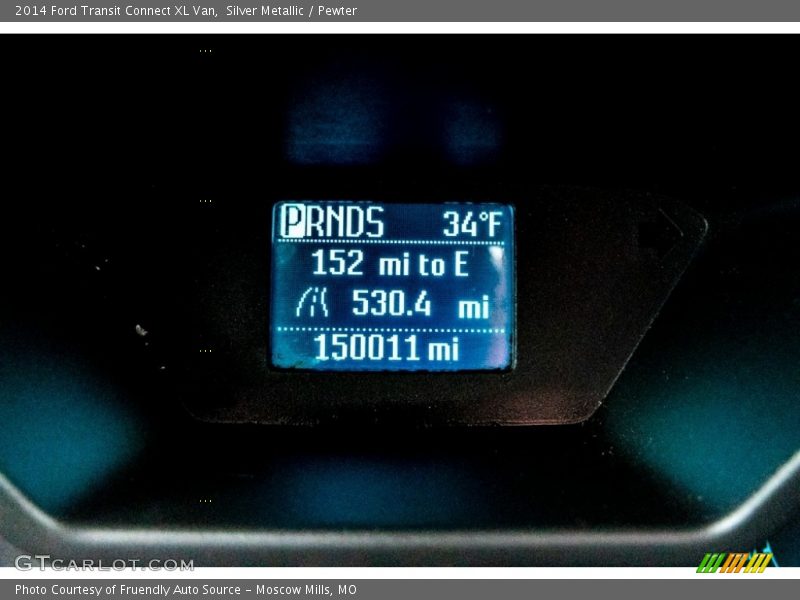 2014 Ford Transit Connect XL Van, Silver Metallic / Pewter
PRNDS 34°F
152 mi to E
530.4 mi
150011 mi
GTcarlot.com
Photo Courtesy of Fruendly Auto Source - Moscow Mills, MO